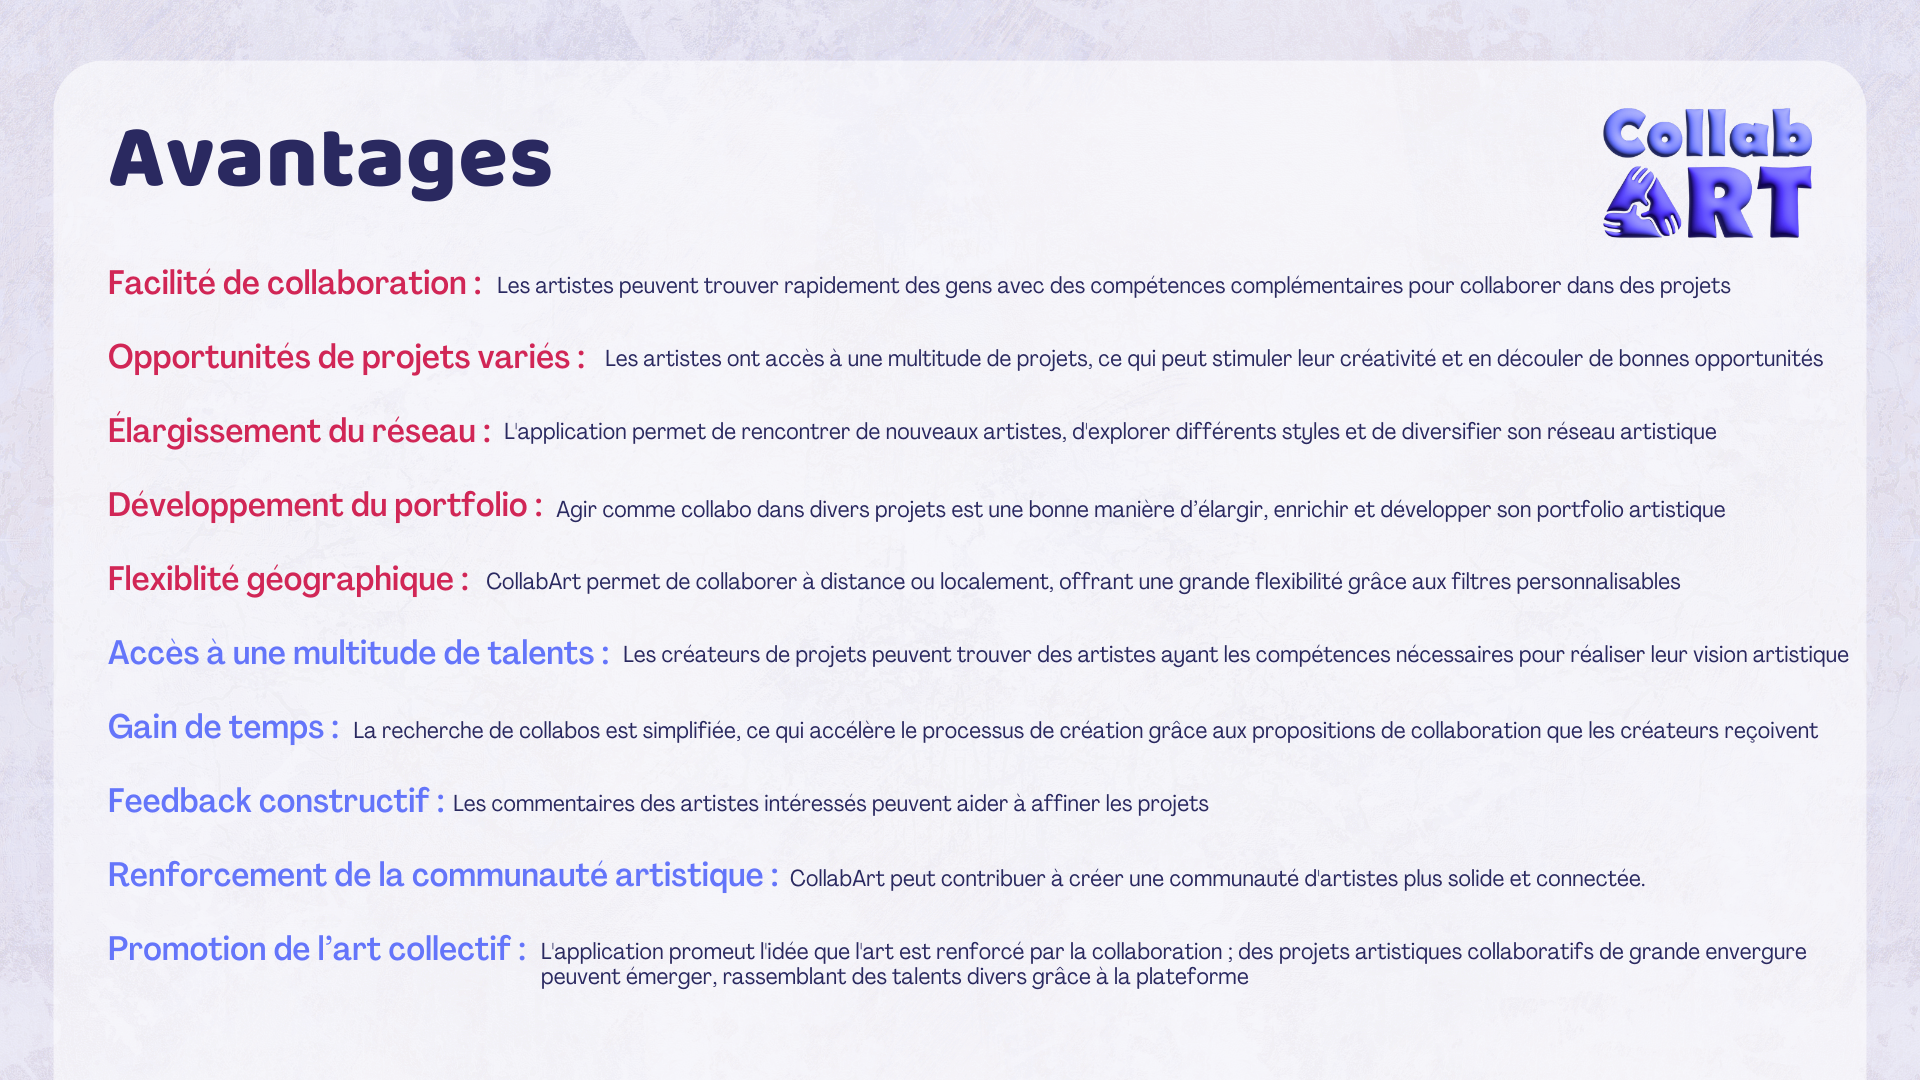 Avantages
Collab
ART
Facilité de collaboration : Les artistes peuvent trouver rapidement des gens avec des compétences complémentaires pour collaborer dans des projets
Opportunités de projets variés : Les artistes ont accès à une multitude de projets, ce qui peut stimuler leur créativité et en découler de bonnes opportunités
Élargissement du réseau : L'application permet de rencontrer de nouveaux artistes, d'explorer différents styles et de diversifier son réseau artistique
Développement du portfolio : Agir comme collabo dans divers projets est une bonne manière d’élargir, enrichir et développer son portfolio artistique
Flexiblité géographique : CollabArt permet de collaborer à distance ou localement, offrant une grande flexibilité grâce aux filtres personnalisables
Accès à une multitude de talents : Les créateurs de projets peuvent trouver des artistes ayant les compétences nécessaires pour réaliser leur vision artistique
Gain de temps : La recherche de collabos est simplifiée, ce qui accélère le processus de création grâce aux propositions de collaboration que les créateurs reçoivent
Feedback constructif : Les commentaires des artistes intéressés peuvent aider à affiner les projets
Renforcement de la communauté artistique : CollabArt peut contribuer à créer une communauté d'artistes plus solide et connectée.
Promotion de l’art collectif : L'application promeut l'idée que l'art est renforcé par la collaboration ; des projets artistiques collaboratifs de grande envergure
peuvent émerger, rassemblant des talents divers grâce à la plateforme